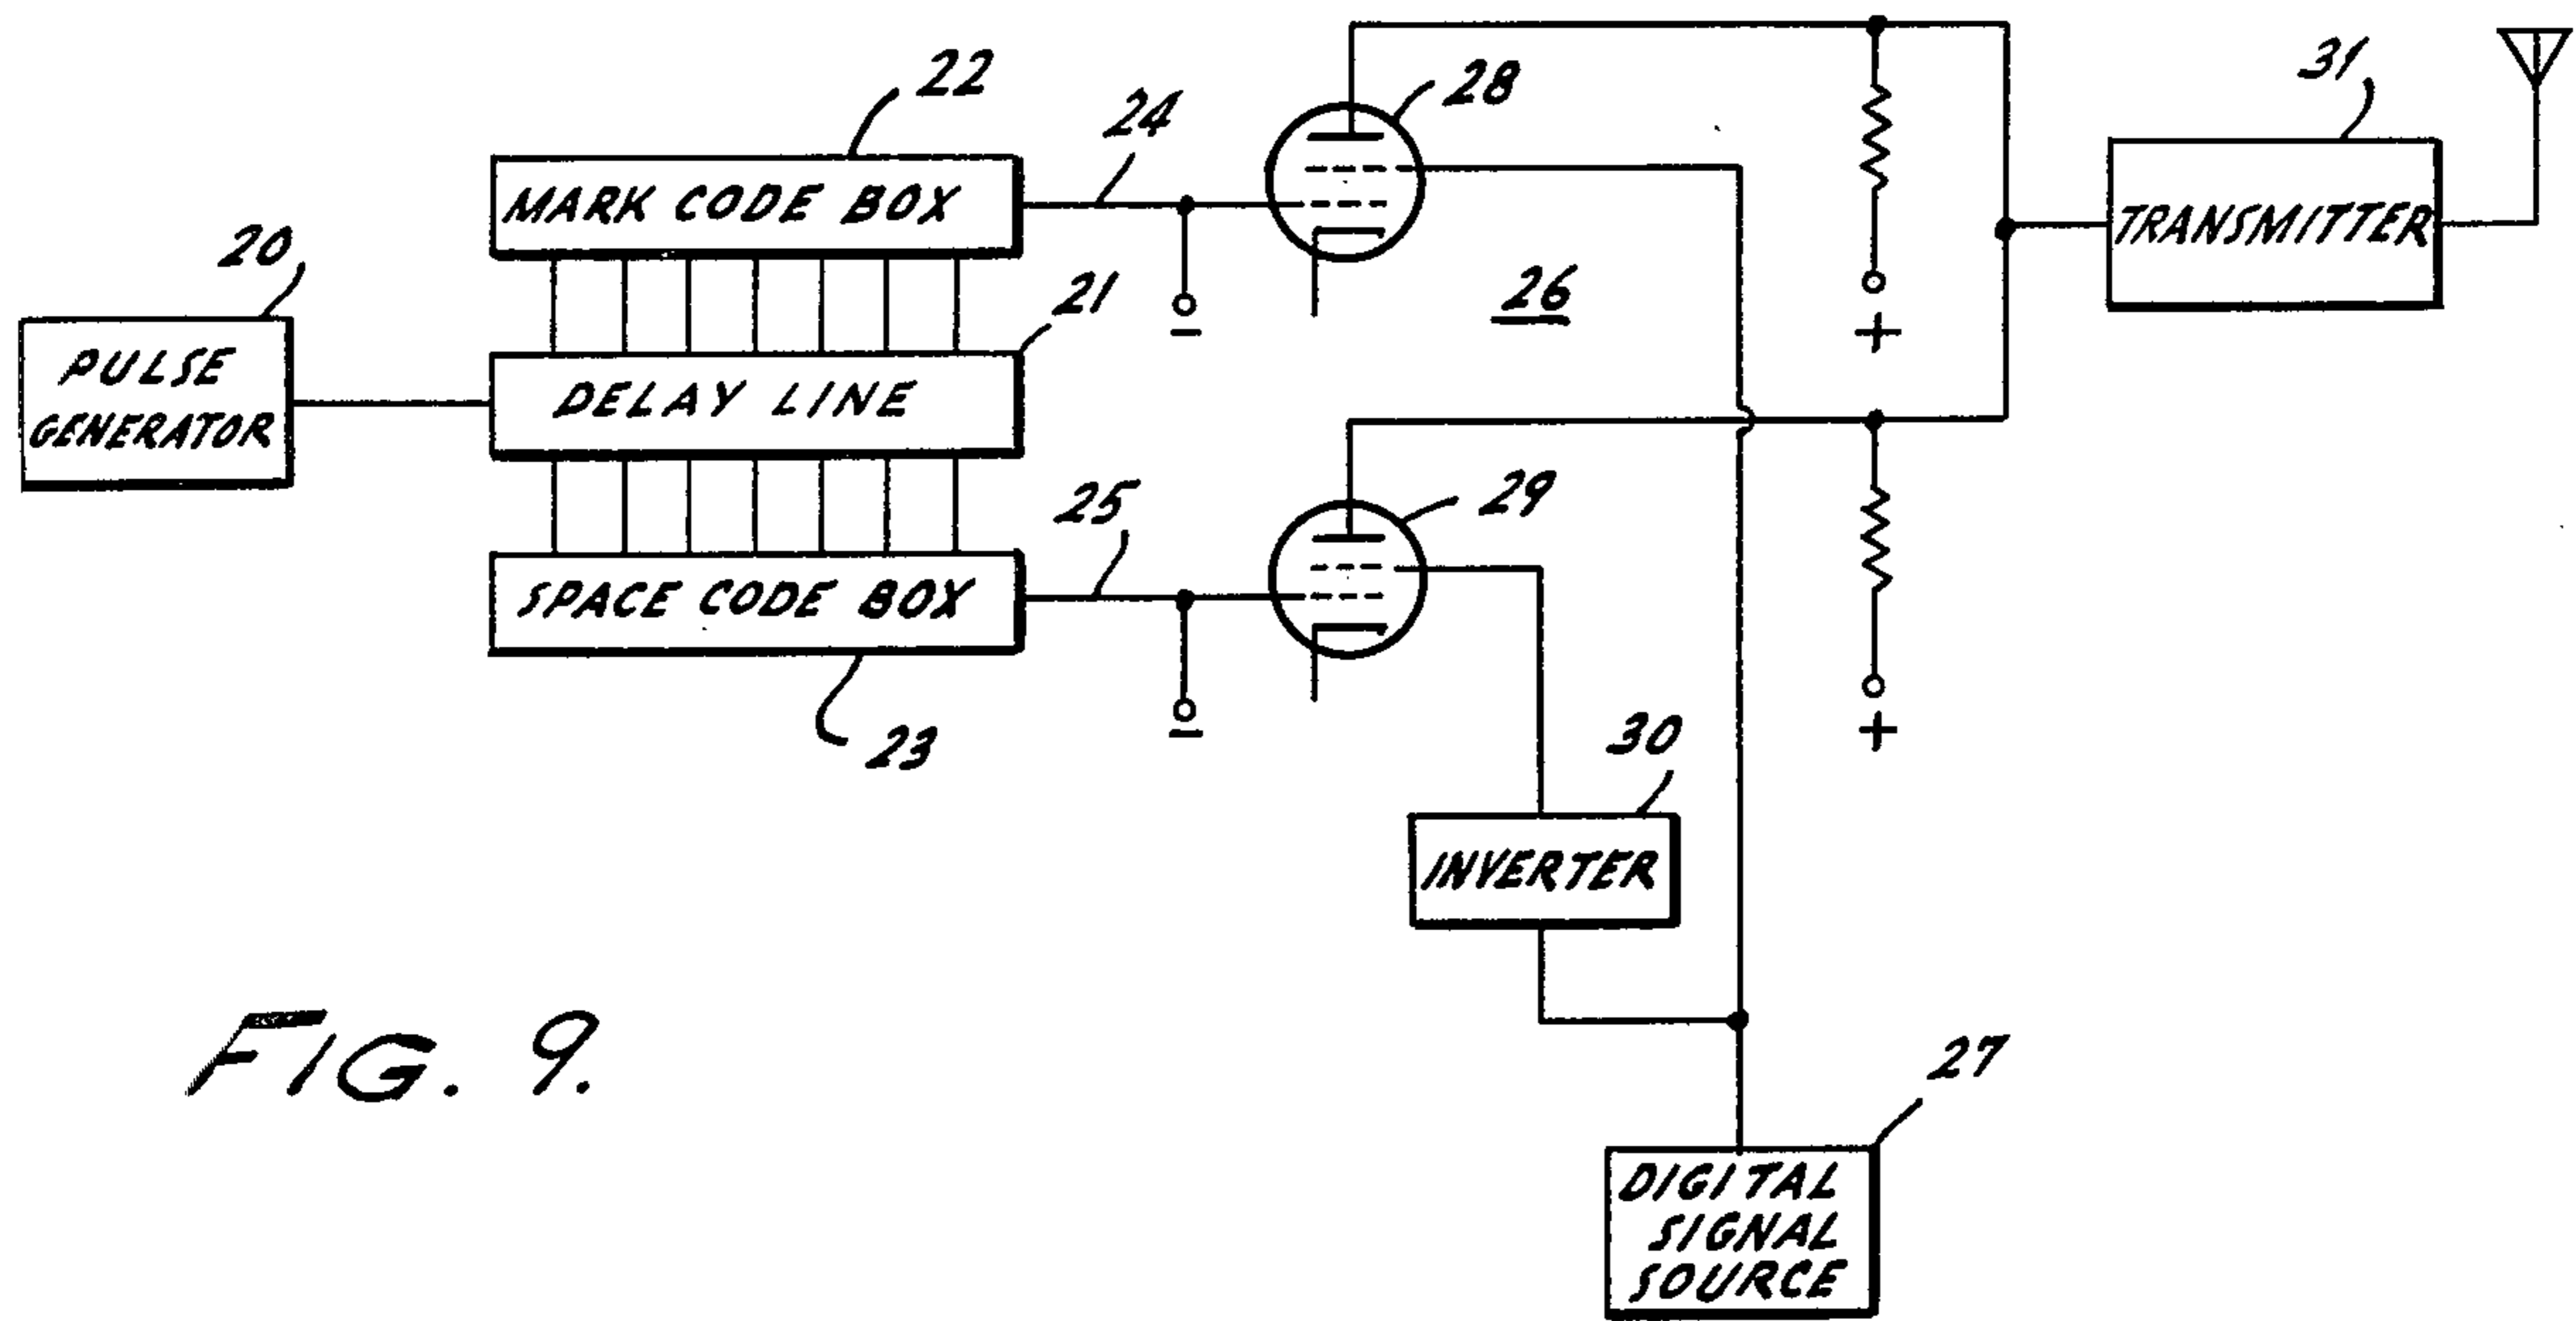 22
24
28
31
MARK CODE BOX
20
21
26
TRANSMITTER
−
+
PULSE
GENERATOR
DELAY LINE
25
29
SPACE CODE BOX
−
+
23
30
INVERTER
27
FIG. 9.
DIGITAL
SIGNAL
SOURCE